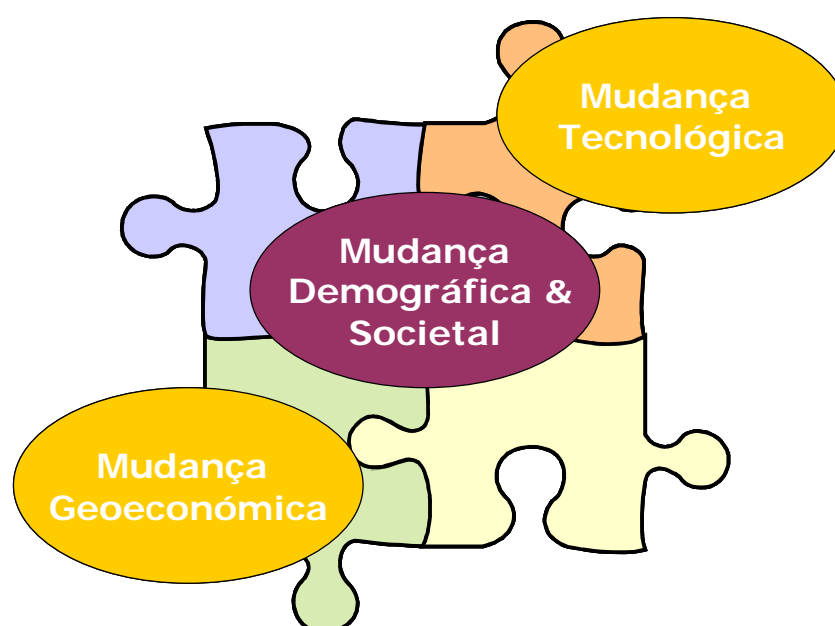 Mudança
Tecnológica
Mudança
Demográfica &
Societal
Mudança
Geoeconómica